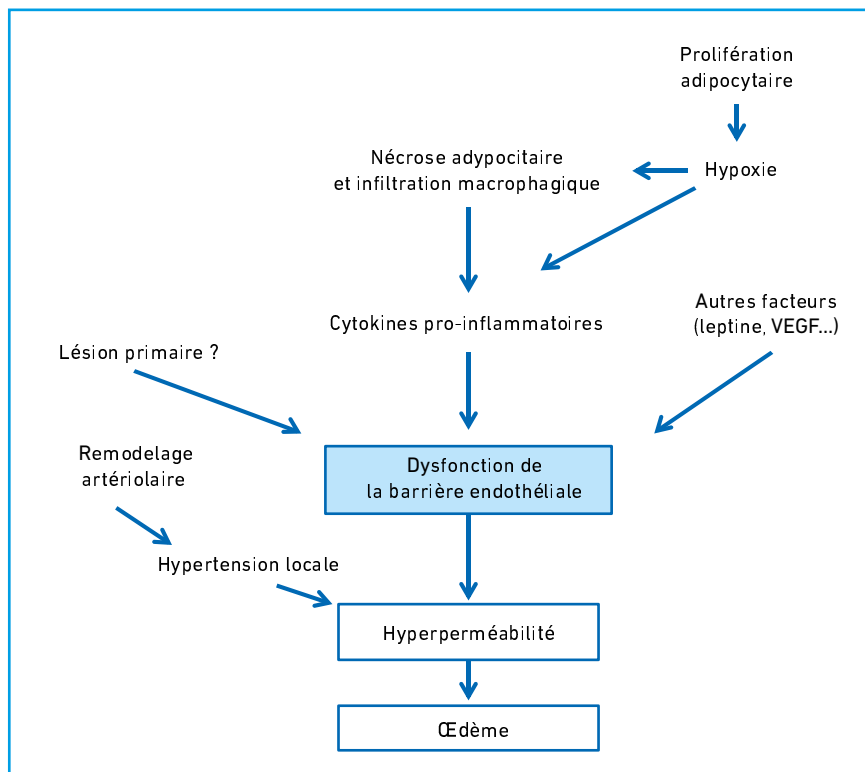 Prolifération
adipocytaire
Nécrose adypocitaire
et infiltration macrophagique
Hypoxie
Autres facteurs
(leptine, VEGF...)
Cytokines pro-inflammatoires
Lésion primaire ?
Remodelage
artériolaire
Dysfonction de
la barrière endothéliale
Hypertension locale
Hyperperméabilité
Œdème